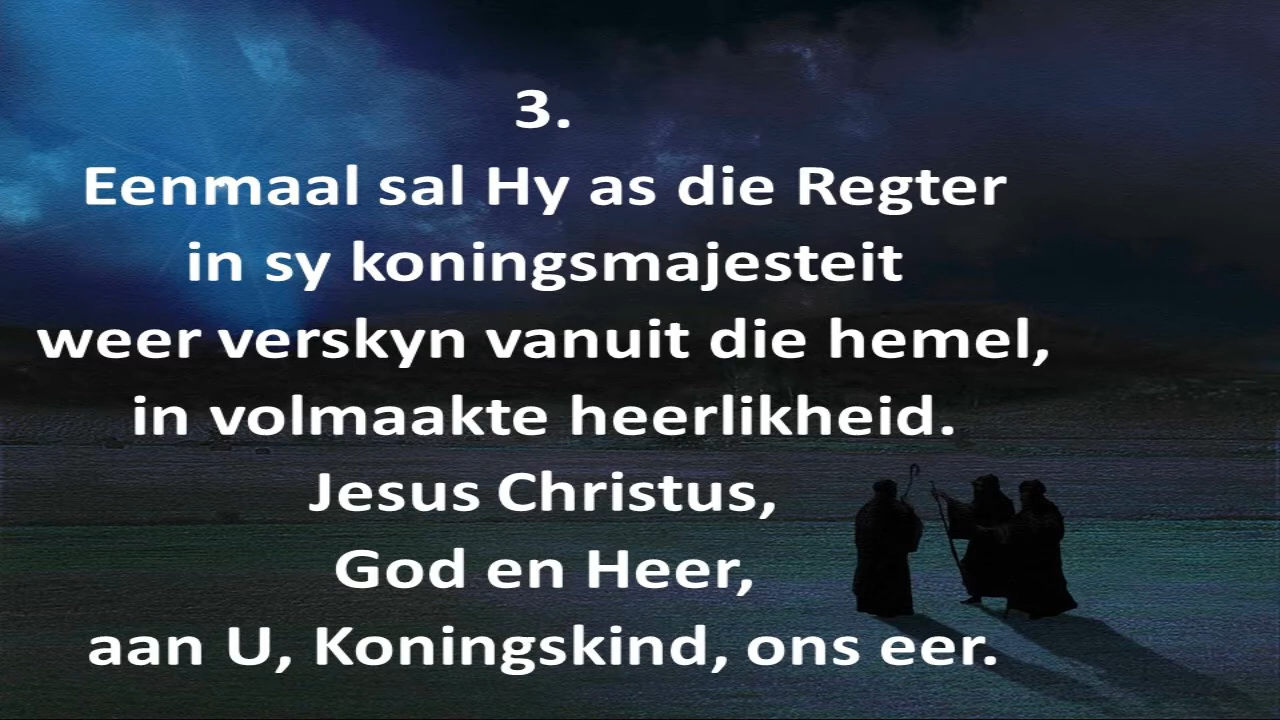 3.
Eenmaal sal Hy as die Regter
in sy koningsmajesteit
weer verskyn vanuit die hemel,
in volmaakte heerlikheid.
Jesus Christus,
God en Heer,
aan U, Koningskind, ons eer.